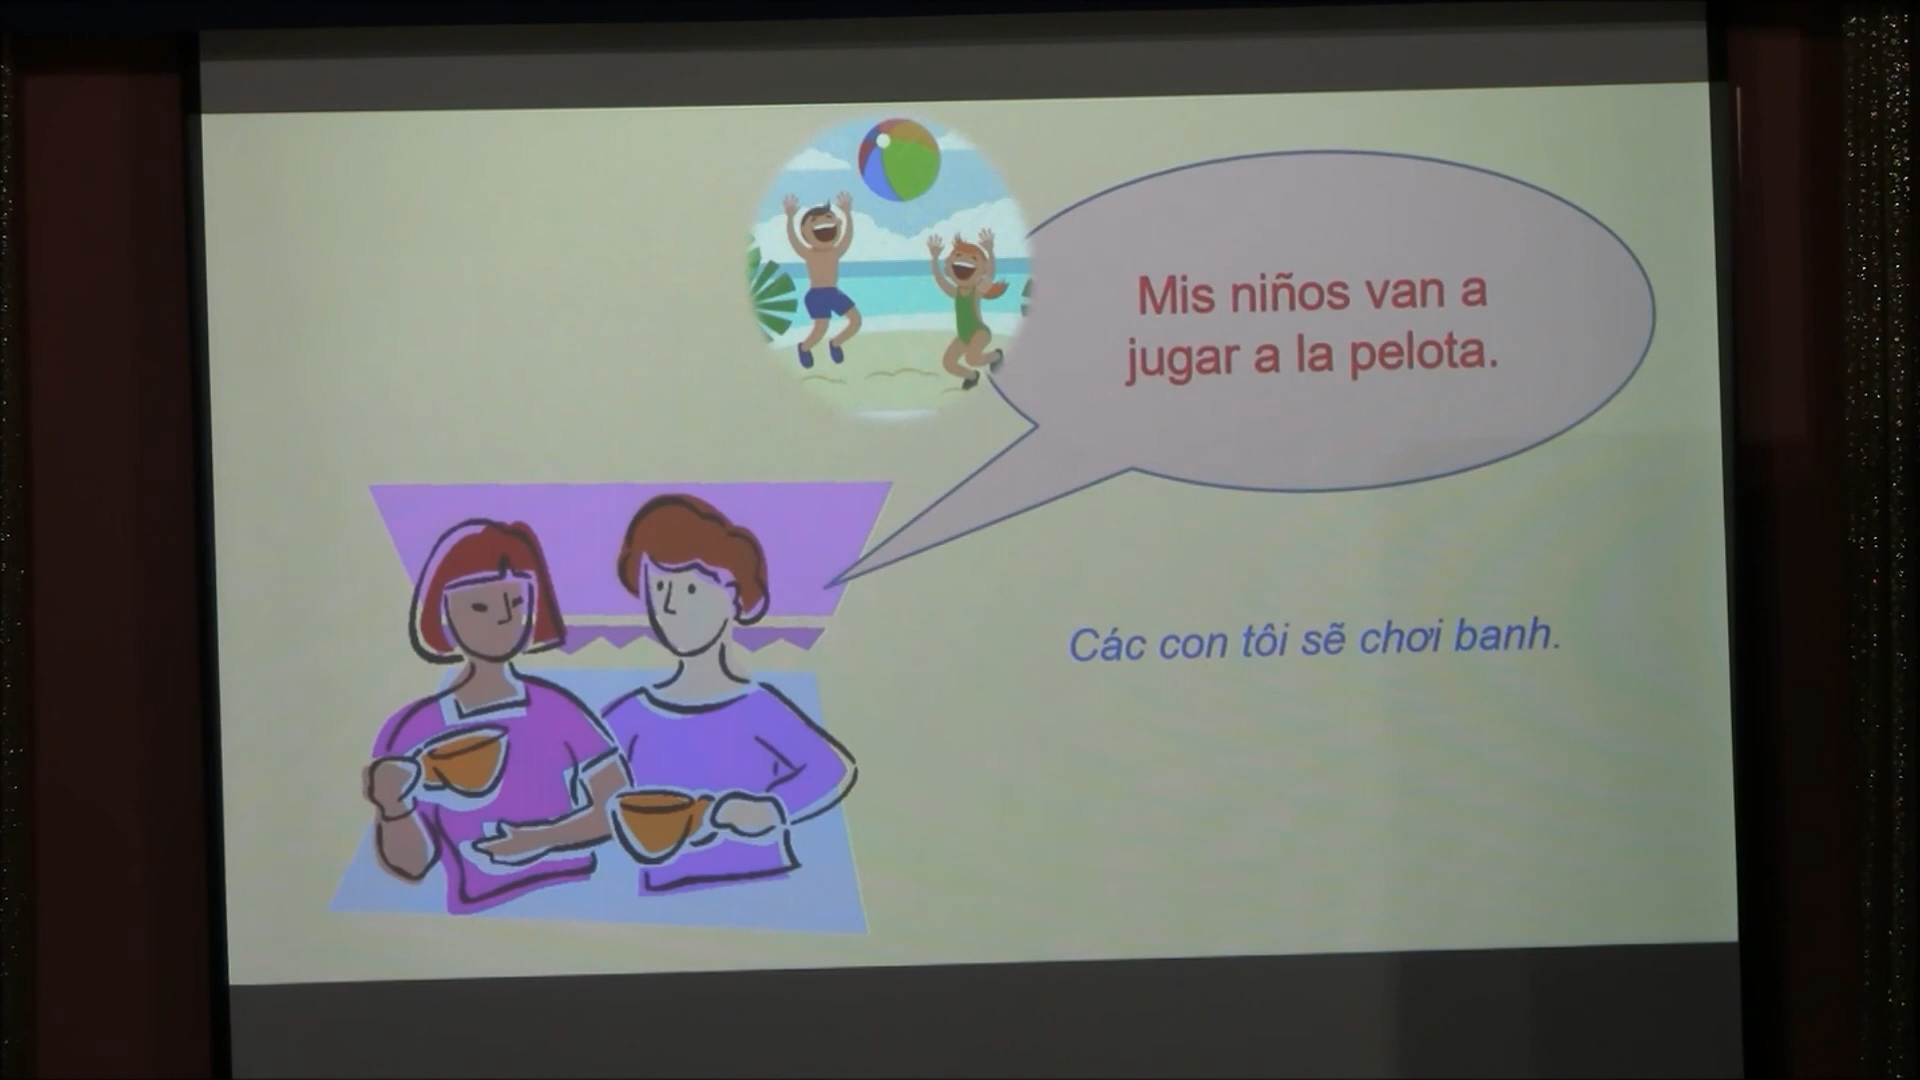 Mis niños van a
jugar a la pelota.
Các con tôi sẽ chơi banh.